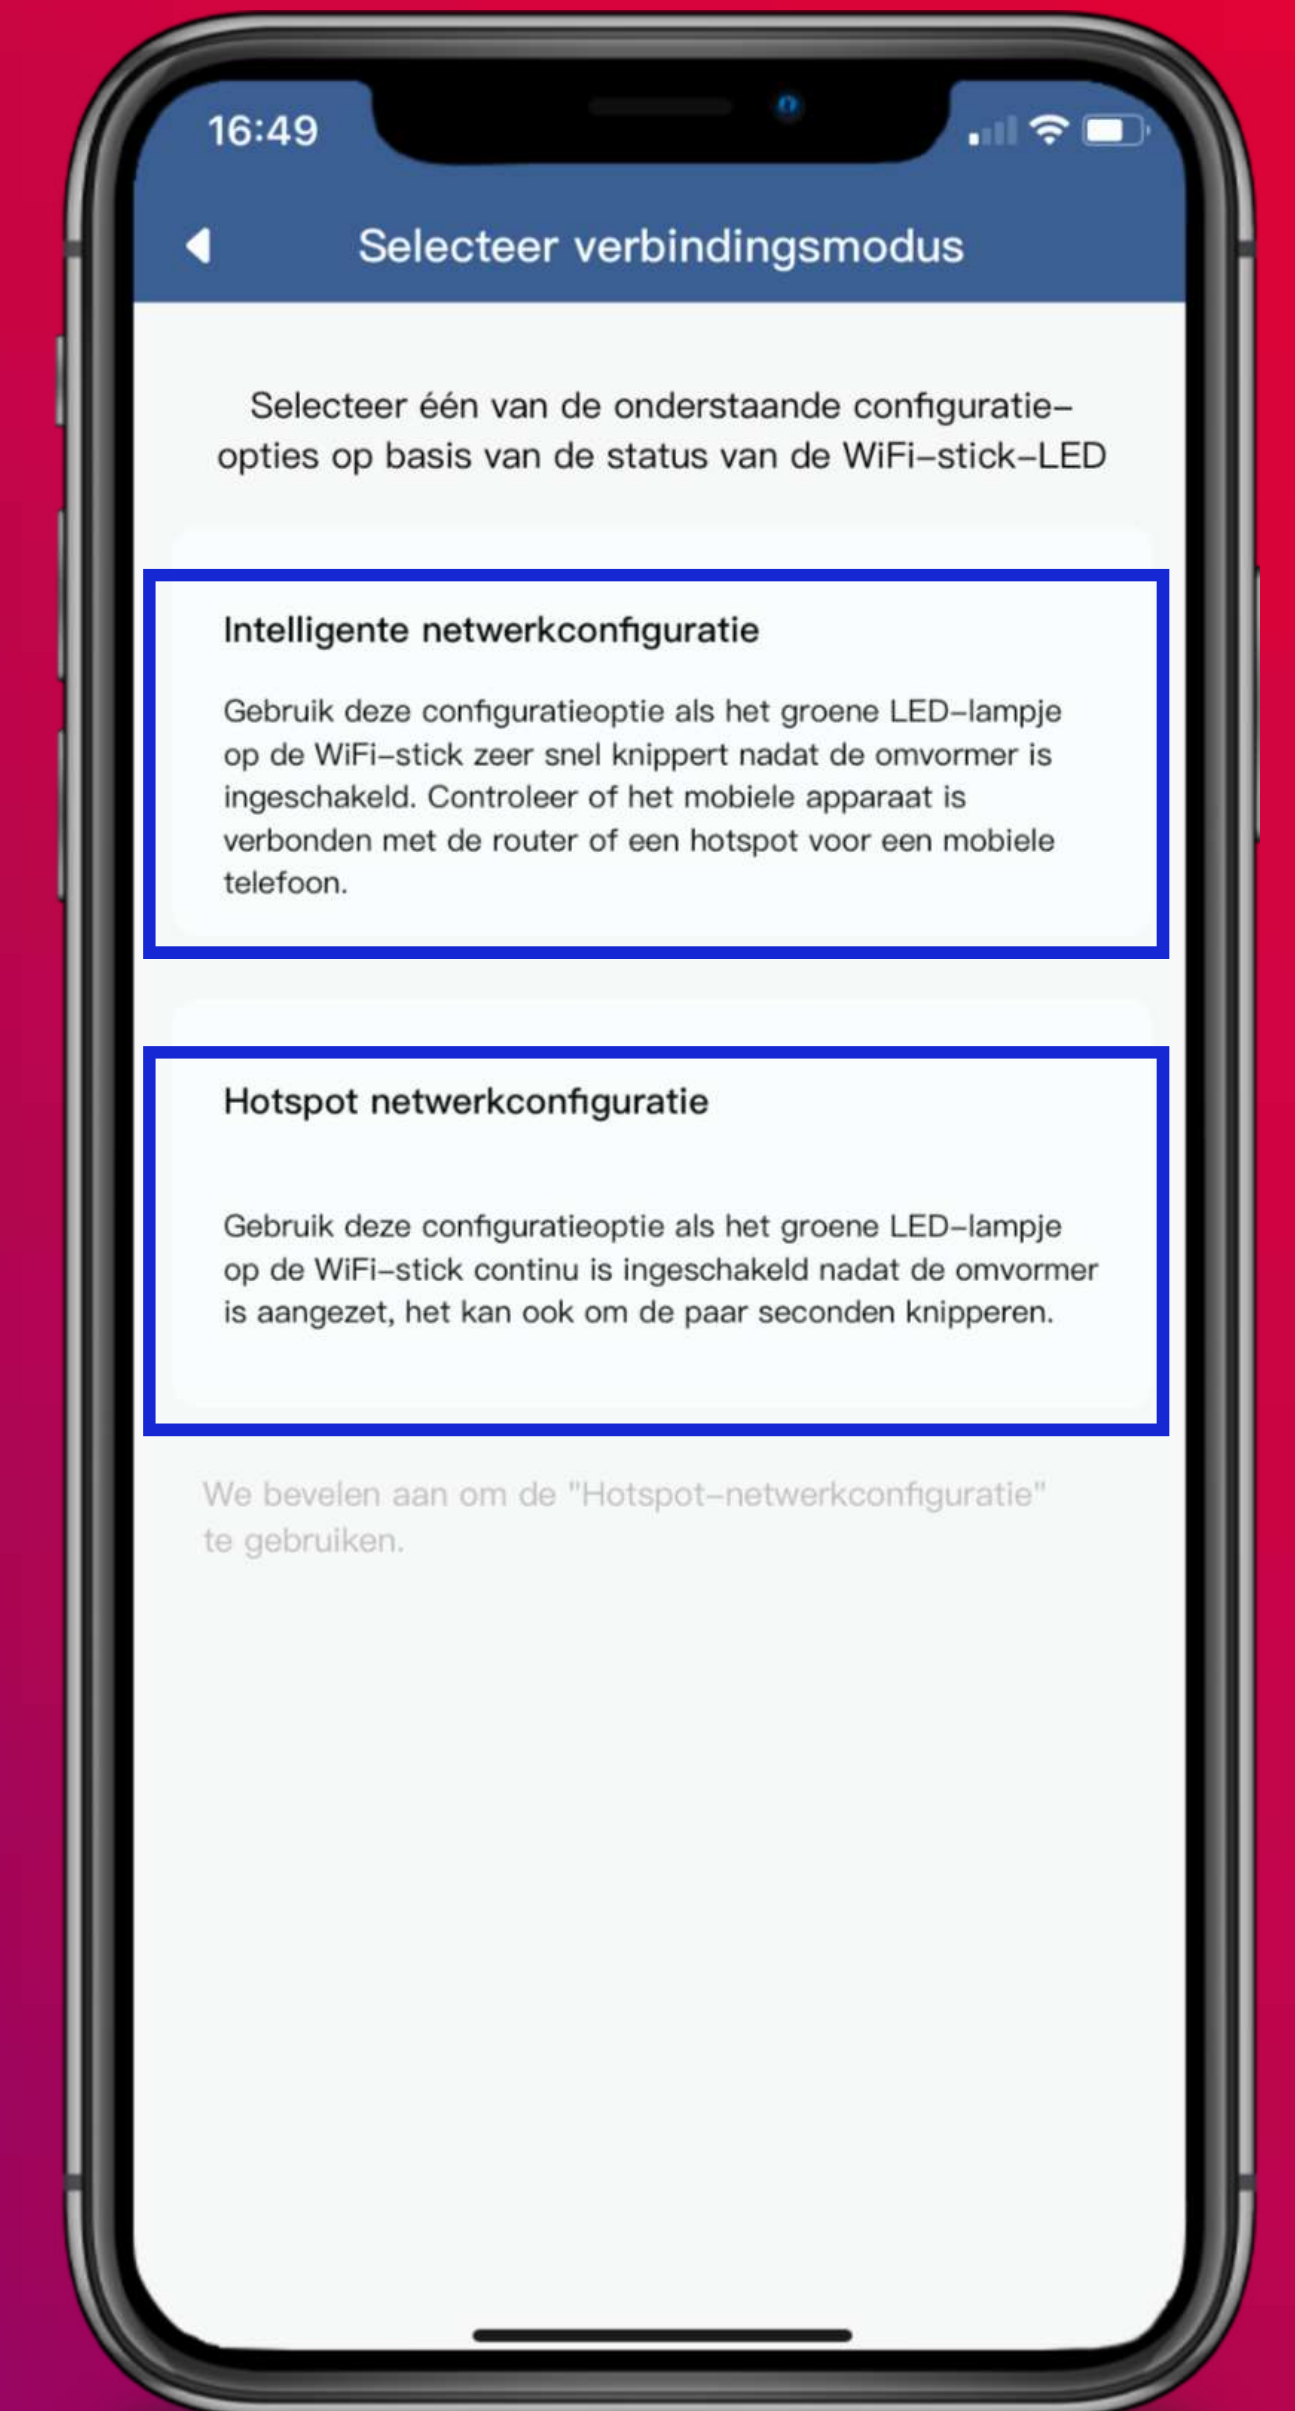 16:49
Selecteer verbindingsmodus
Selecteer één van de onderstaande configuratie–
opties op basis van de status van de WiFi–stick–LED
Intelligente netwerkconfiguratie
Gebruik deze configuratieoptie als het groene LED–lampje
op de WiFi–stick zeer snel knippert nadat de omvormer is
ingeschakeld. Controleer of het mobiele apparaat is
verbonden met de router of een hotspot voor een mobiele
telefoon.
Hotspot netwerkconfiguratie
Gebruik deze configuratieoptie als het groene LED–lampje
op de WiFi–stick continu is ingeschakeld nadat de omvormer
is aangezet, het kan ook om de paar seconden knipperen.
We bevelen aan om de "Hotspot–netwerkconfiguratie"
te gebruiken.